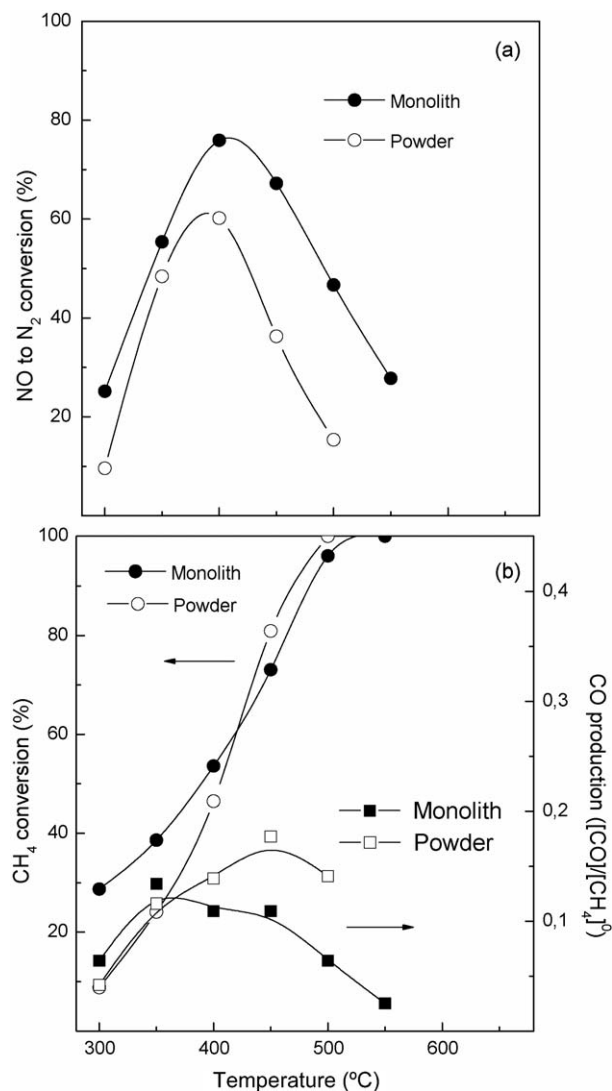 100
80
60
40
20
NO to N2 conversion (%)
(a)
Monolith
Powder
100
80
60
40
20
CH4 conversion (%)
Monolith
Powder
(b)
0,4
0,3
0,2
0,1
CO production ([CO]/[CH4]0)
Monolith
Powder
300
400
500
600
Temperature (ºC)